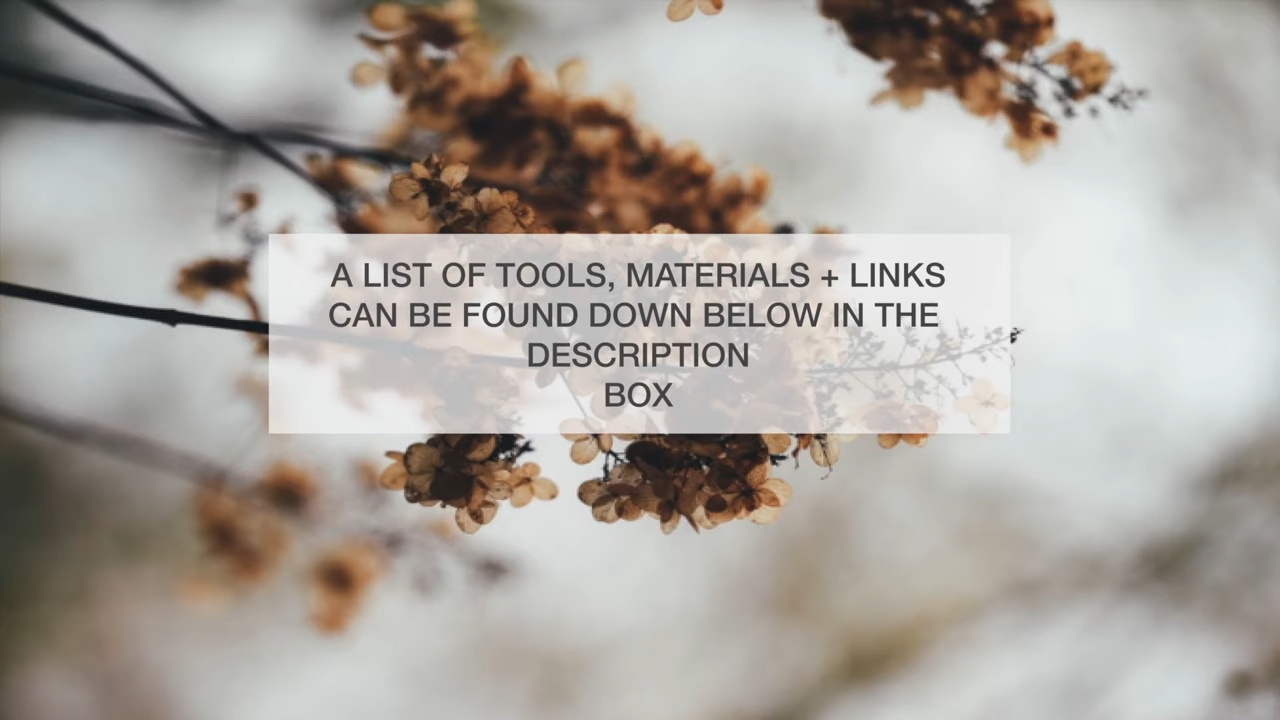 A LIST OF TOOLS, MATERIALS + LINKS
CAN BE FOUND DOWN BELOW IN THE
DESCRIPTION
BOX